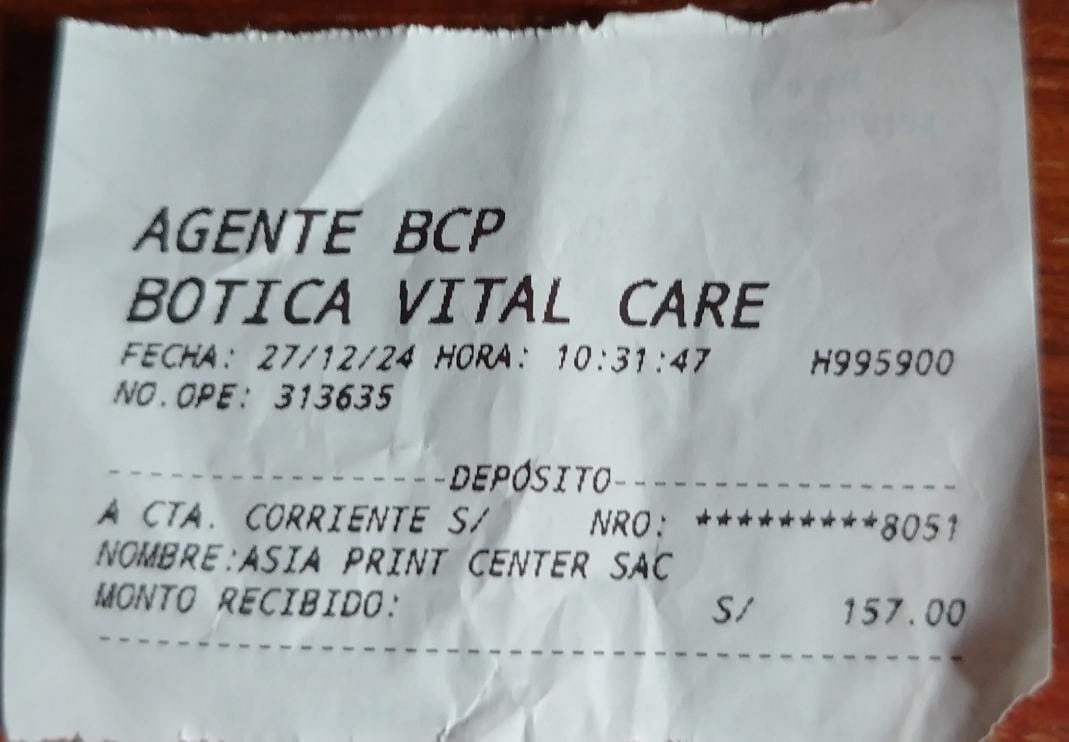 AGENTE BCP
BOTICA VITAL CARE
FECHA: 27/12/24 HORA: 10:31:47 H995900
NO.OPE: 313635
-----------------DEPÓSITO-----------------
A CTA. CORRIENTE S/ NRO: *********8051
NOMBRE:ASIA PRINT CENTER SAC
MONTO RECIBIDO: S/ 157.00